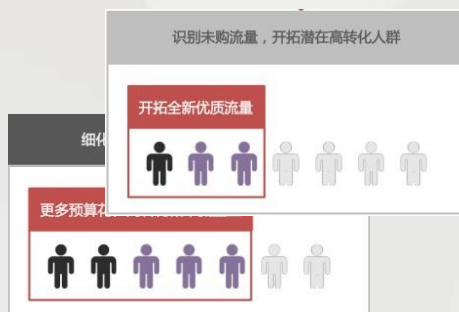 识别未购流量，开拓潜在高转化人群
开拓全新优质流量
细化
更多预算花